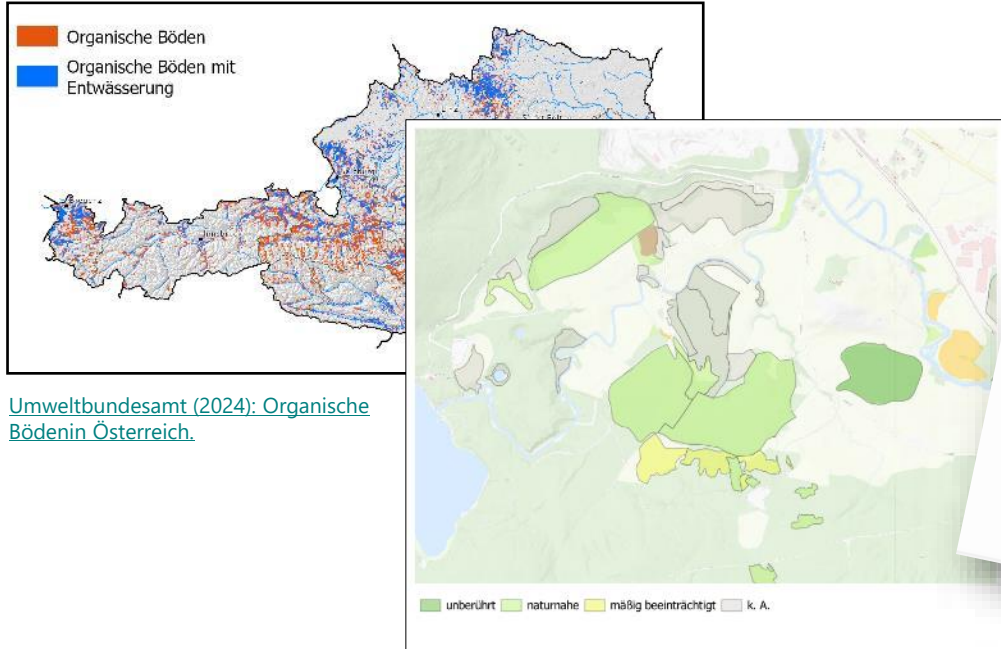 Organische Böden
Organische Böden mit
Entwässerung
Umweltbundesamt (2024): Organische
Bödenin Österreich.
unberührt
naturnahe
mäßig beeinträchtigt
k. A.